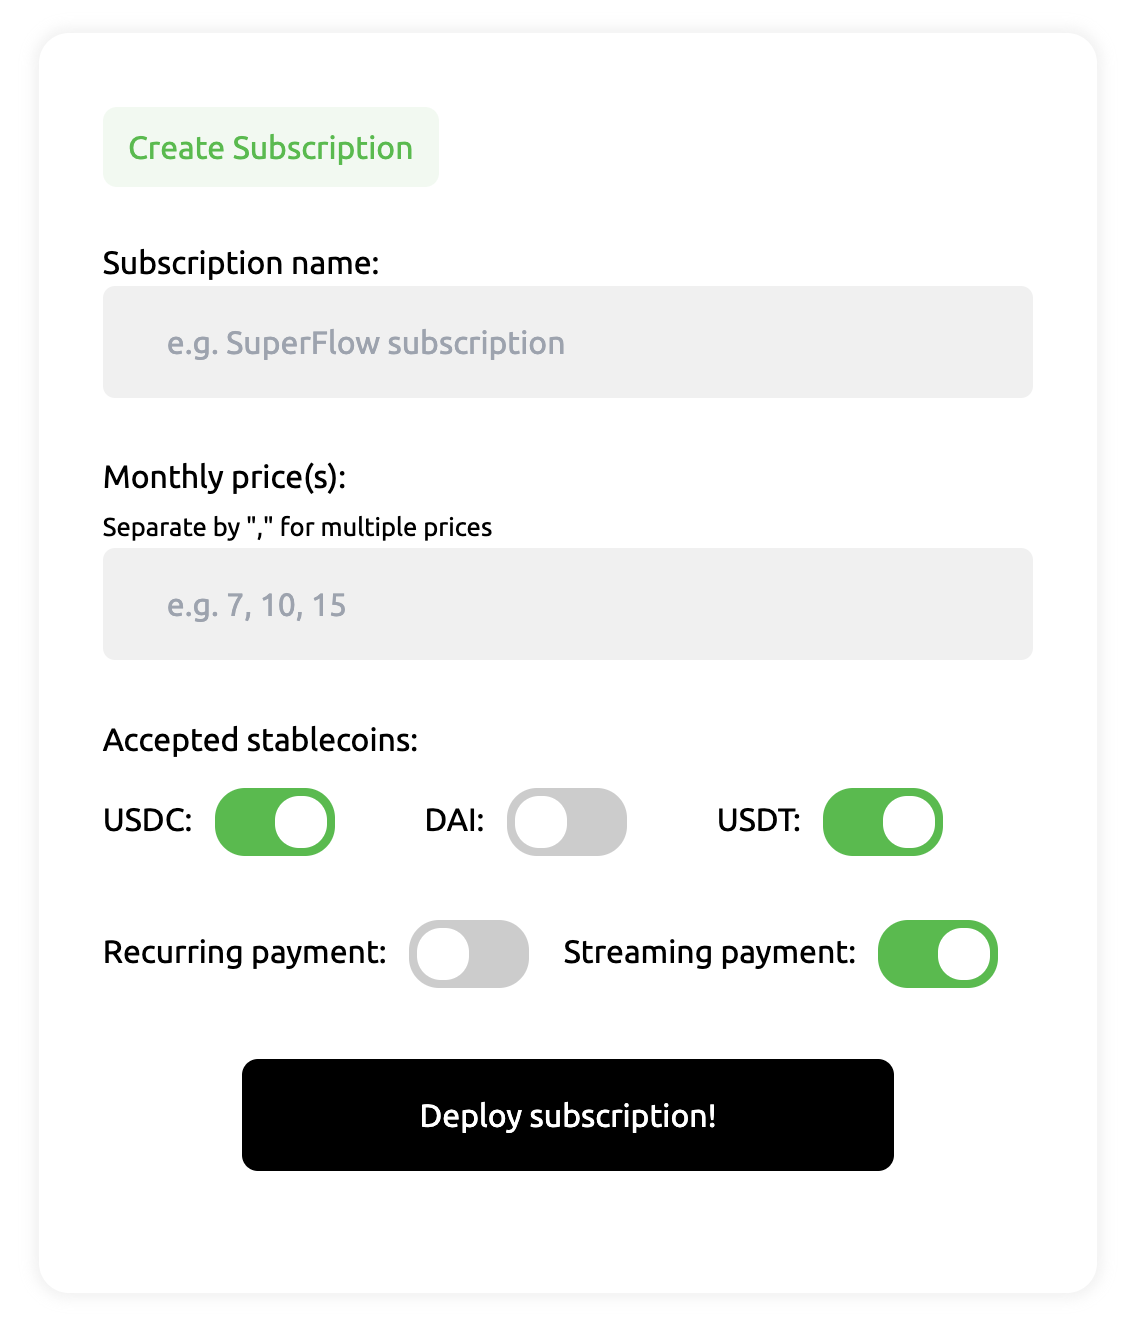 Create Subscription
Subscription name:
e.g. SuperFlow subscription
Monthly price(s):
Separate by "," for multiple prices
e.g. 7, 10, 15
Accepted stablecoins:
USDC: DAI: USDT:
Recurring payment: Streaming payment:
Deploy subscription!